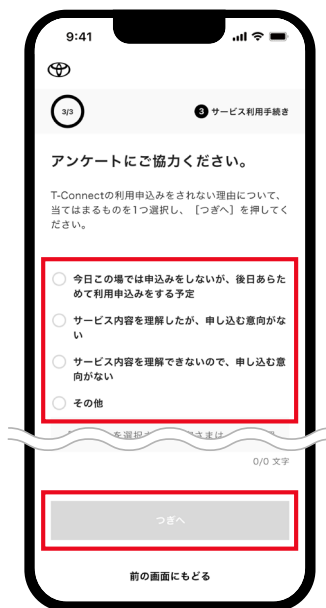 9:41
3/3
3 サービス利用手続き
アンケートにご協力ください。
T-Connectの利用申込みをされない理由について、
当てはまるものを1つ選択し、［つぎへ］を押してく
ださい。
今日この場では申込みをしないが、後日あらた
めて利用申込みをする予定
サービス内容を理解したが、申し込む意向がな
い
サービス内容を理解できないので、申し込む意
向がない
その他
を選択
さまは
0/0 文字
つぎへ
前の画面にもどる